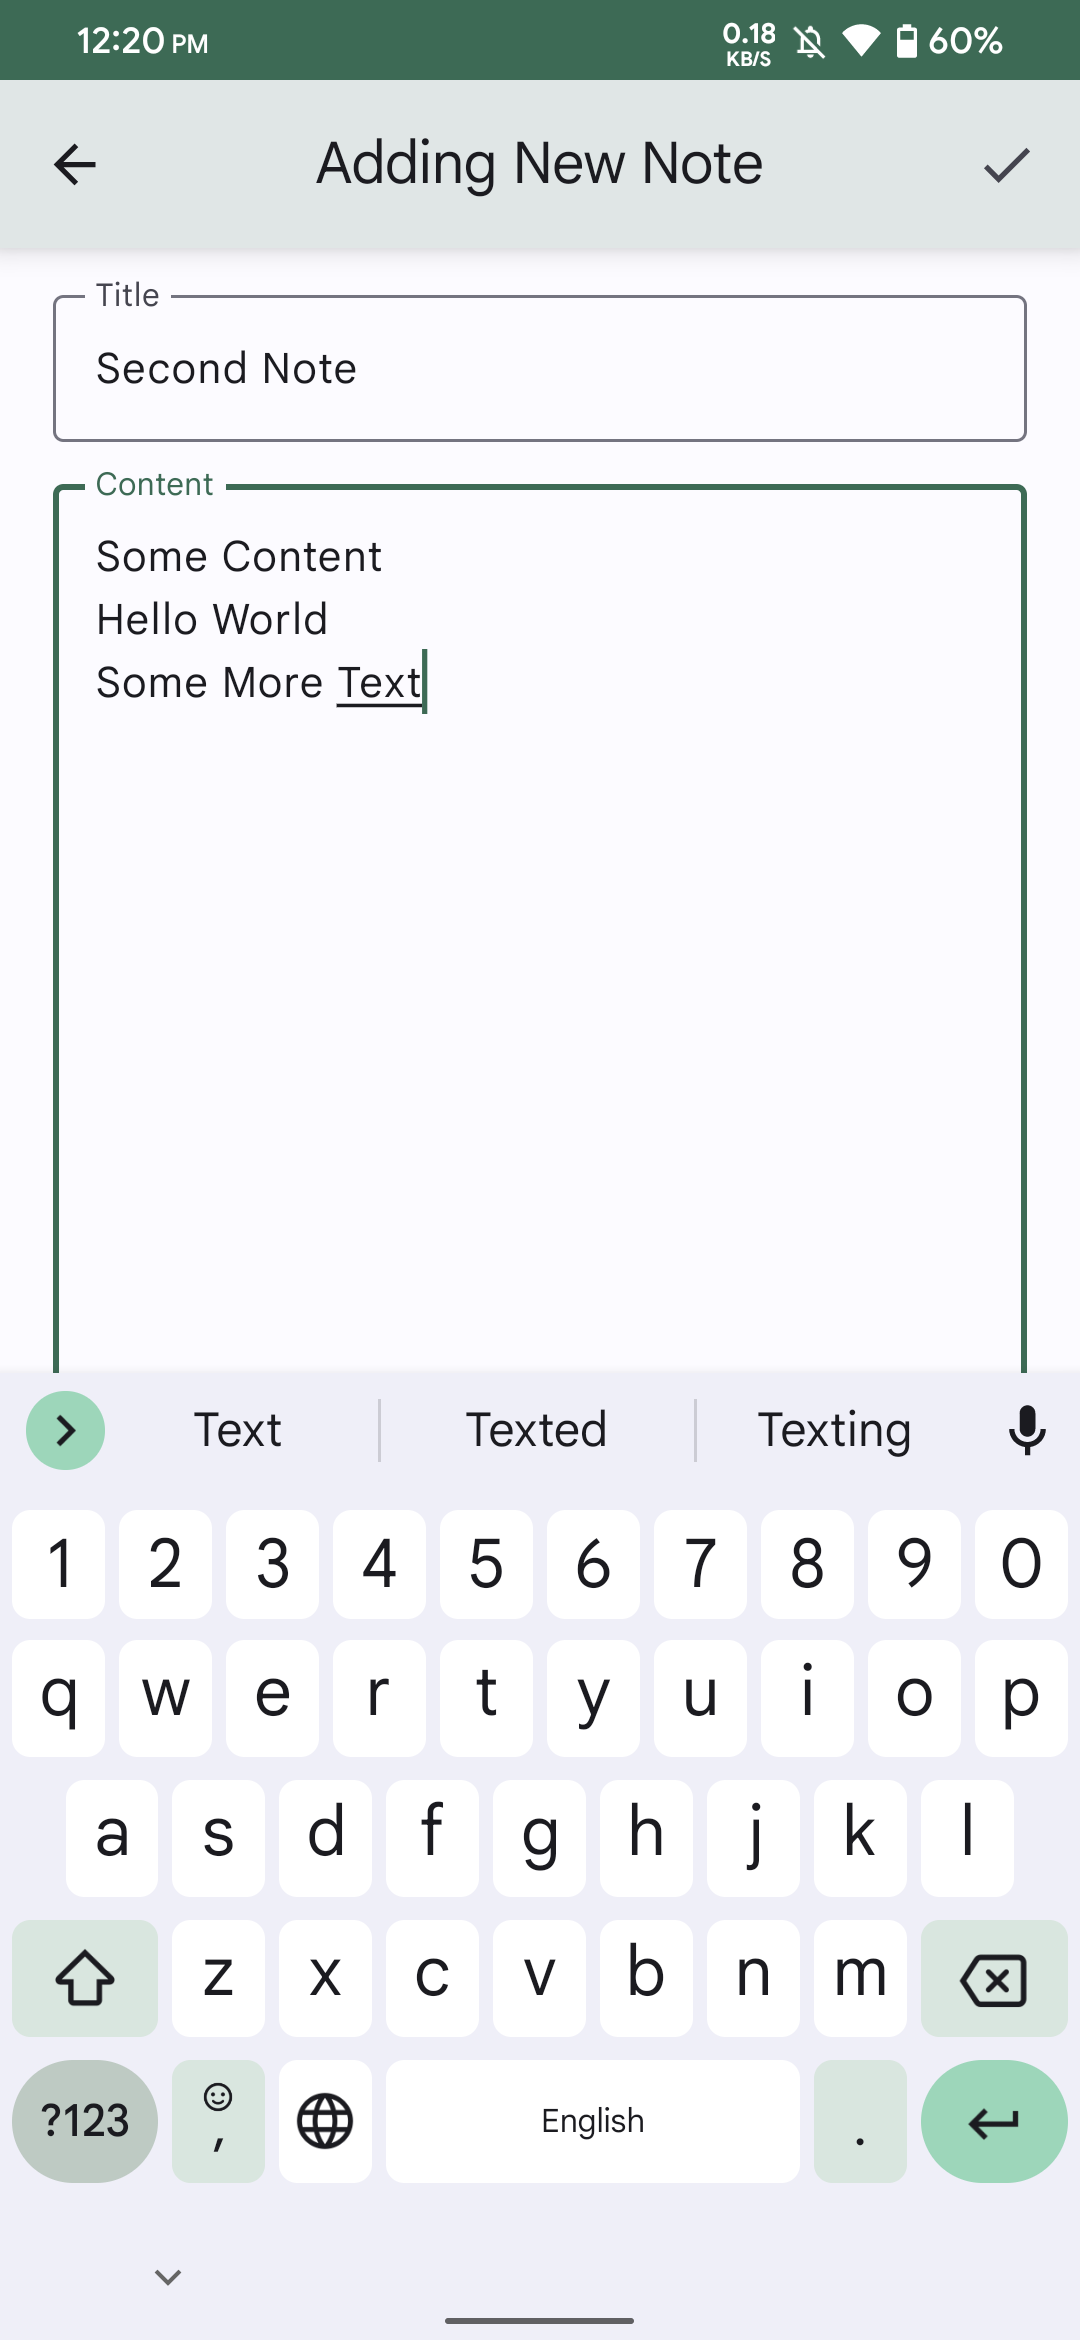 12:20 PM
0.18
KB/S
60%
Adding New Note
Title
Second Note
Content
Some Content
Hello World
Some More Text
Text Texted Texting
1 2 3 4 5 6 7 8 9 0
q w e r t y u i o p
a s d f g h j k l
z x c v b n m
?123 , English .